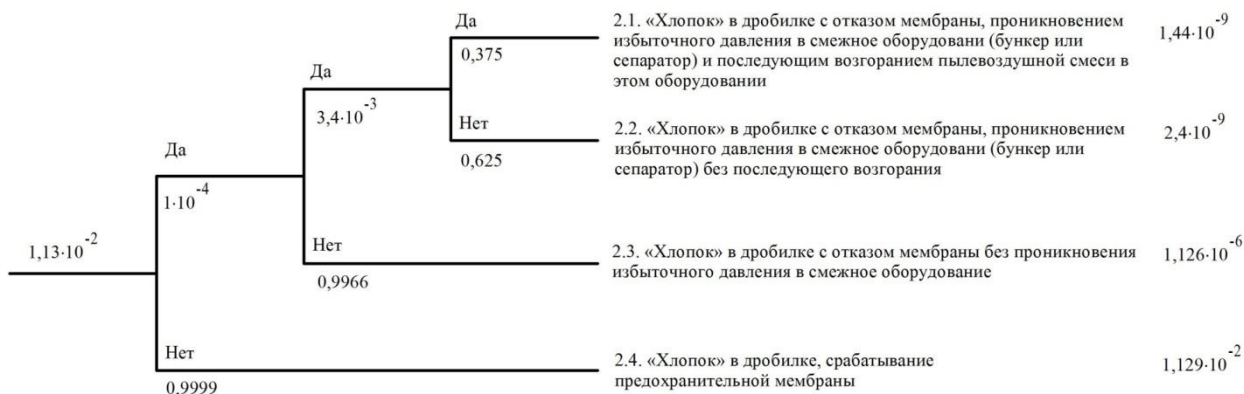 Да
2.1. «Хлопок» в дробилке с отказом мембраны, проникновением
избыточного давления в смежное оборудовани (бункер или
сепаратор) и последующим возгоранием пылевоздушной смеси в
этом оборудовании
1,44·10^-9
0,375
Да
3,4·10^-3
Нет
2.2. «Хлопок» в дробилке с отказом мембраны, проникновением
избыточного давления в смежное оборудовани (бункер или
сепаратор) без последующего возгорания
2,4·10^-9
0,625
Да
1·10^-4
Нет
2.3. «Хлопок» в дробилке с отказом мембраны без проникновения
избыточного давления в смежное оборудование
1,126·10^-6
1,13·10^-2
0,9966
Нет
2.4. «Хлопок» в дробилке, срабатывание
предохранительной мембраны
1,129·10^-2
0,9999